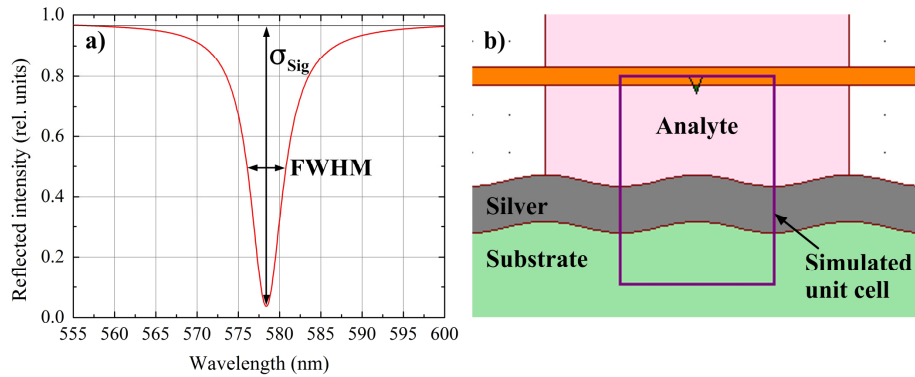 a)
σSig
FWHM
1.0
0.8
0.6
0.4
0.2
0.0
Reflected intensity (rel. units)
555 560 565 570 575 580 585 590 595 600
Wavelength (nm)
b)
Analyte
Silver
Substrate
Simulated
unit cell